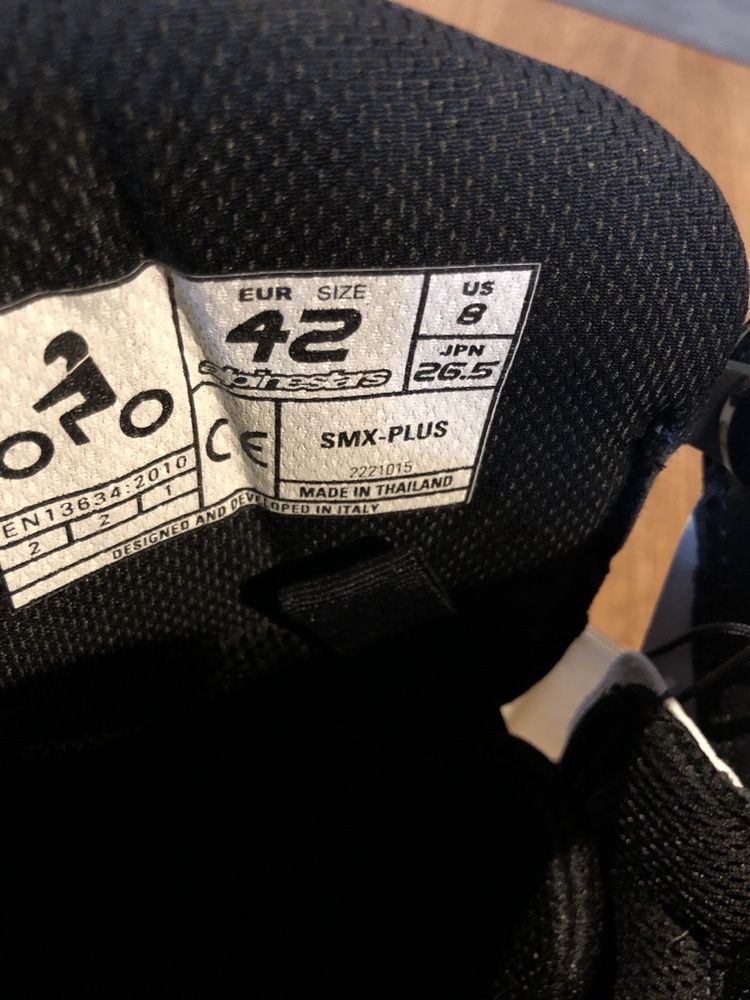 EUR SIZE
42
alpinestars
US
8
JPN
26.5
CE
SMX-PLUS
2221015
MADE IN THAILAND
EN13634:2010
2 2 1
DESIGNED AND DEVELOPED IN ITALY